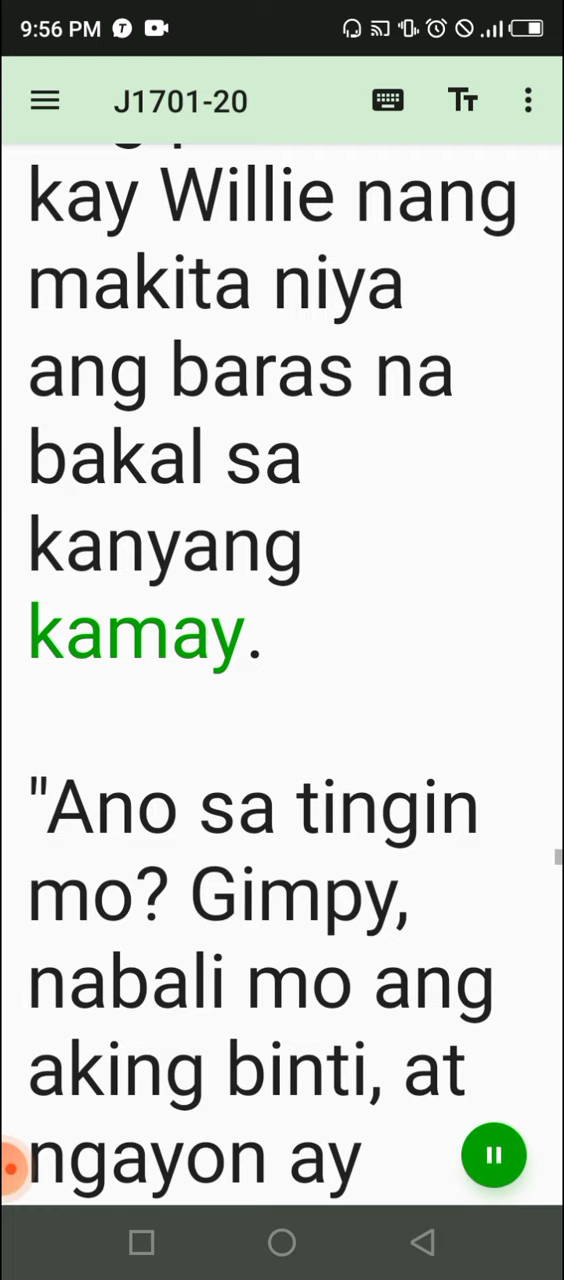 9:56 PM
J1701-20
kay Willie nang
makita niya
ang baras na
bakal sa
kanyang
kamay.
"Ano sa tingin
mo? Gimpy,
nabali mo ang
aking binti, at
ngayon ay